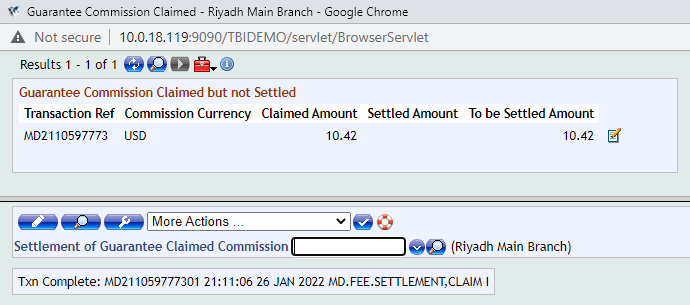 Guarantee Commission Claimed - Riyadh Main Branch - Google Chrome
Not secure | 10.0.18.119:9090/TBIDEMO/servlet/BrowserServlet
Results 1 - 1 of 1
Guarantee Commission Claimed but not Settled
Transaction Ref Commission Currency Claimed Amount Settled Amount To be Settled Amount
MD2110597773 USD 10.42 10.42
More Actions ...
Settlement of Guarantee Claimed Commission (Riyadh Main Branch)
Txn Complete: MD211059777301 21:11:06 26 JAN 2022 MD.FEE.SETTLEMENT,CLAIM I